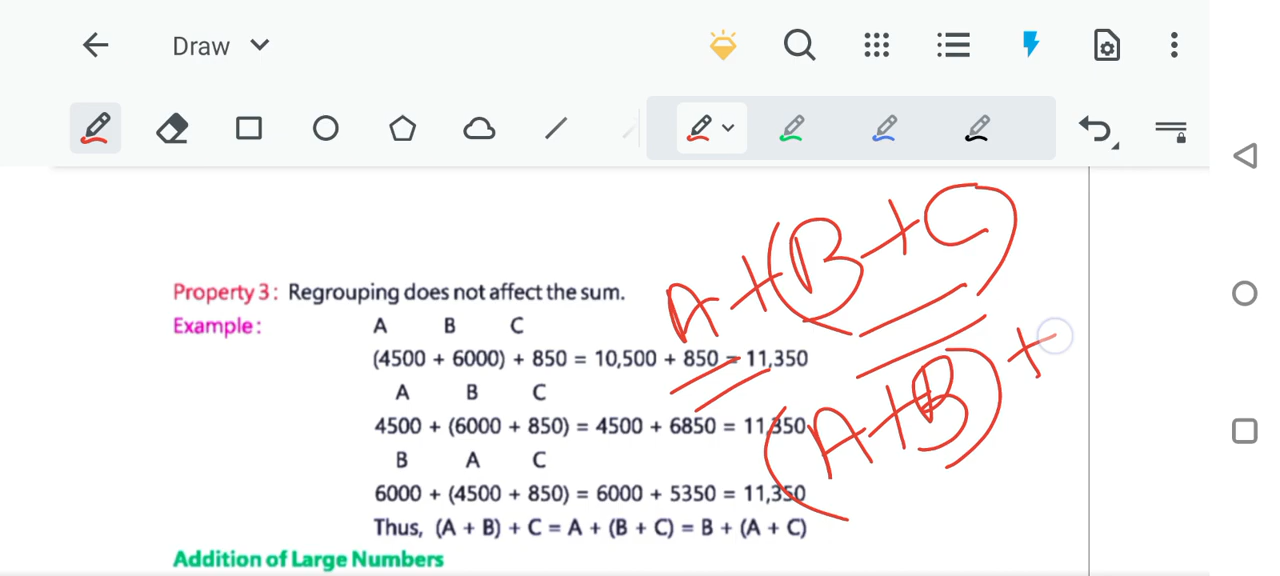 Draw
A+(B+C)
Property 3: Regrouping does not affect the sum.
Example: A B C
(4500 + 6000) + 850 = 10,500 + 850 = 11,350
A B C
(A+B) +
4500 + (6000 + 850) = 4500 + 6850 = 11,350
B A C
6000 + (4500 + 850) = 6000 + 5350 = 11,350
Thus, (A + B) + C = A + (B + C) = B + (A + C)
Addition of Large Numbers